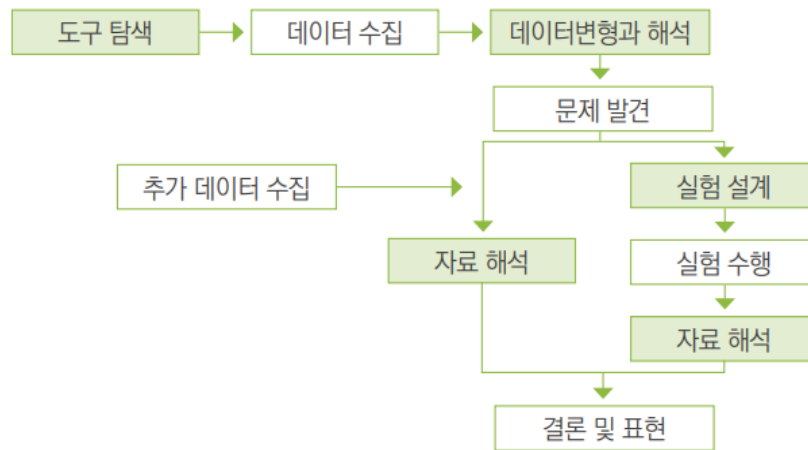 도구 탐색
데이터 수집
데이터변형과 해석
문제 발견
추가 데이터 수집
실험 설계
자료 해석
실험 수행
자료 해석
결론 및 표현